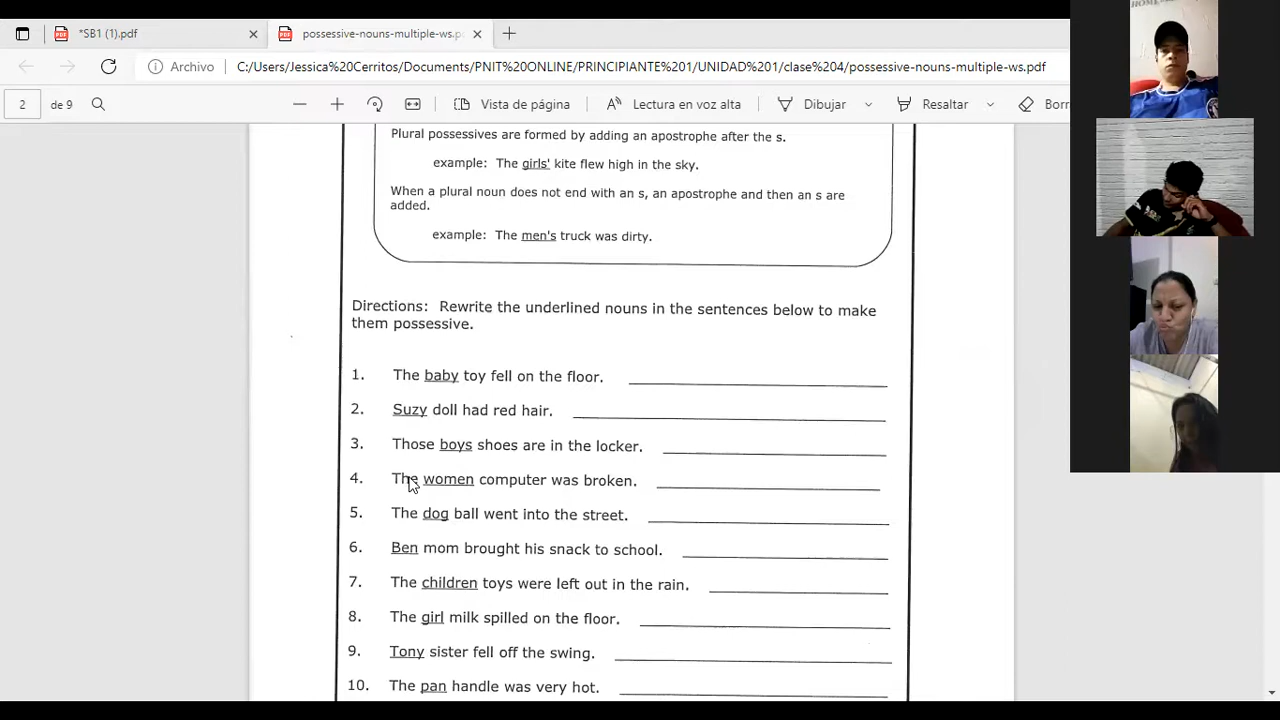 *SB1 (1).pdf
possessive-nouns-multiple-ws.p
Archivo
C:/Users/Jessica%20Cerritos/Documents/PNIT%20ONLINE/PRINCIPIANTE%201/UNIDAD%201/clase%204/possessive-nouns-multiple-ws.pdf
2 de 9 Vista de página Lectura en voz alta Dibujar Resaltar Borr
Plural possessives are formed by adding an apostrophe after the s.
example: The girls' kite flew high in the sky.
When a plural noun does not end with an s, an apostrophe and then an s are
added.
example: The men's truck was dirty.
Directions: Rewrite the underlined nouns in the sentences below to make
them possessive.
1. The baby toy fell on the floor.
2. Suzy doll had red hair.
3. Those boys shoes are in the locker.
4. The women computer was broken.
5. The dog ball went into the street.
6. Ben mom brought his snack to school.
7. The children toys were left out in the rain.
8. The girl milk spilled on the floor.
9. Tony sister fell off the swing.
10. The pan handle was very hot.